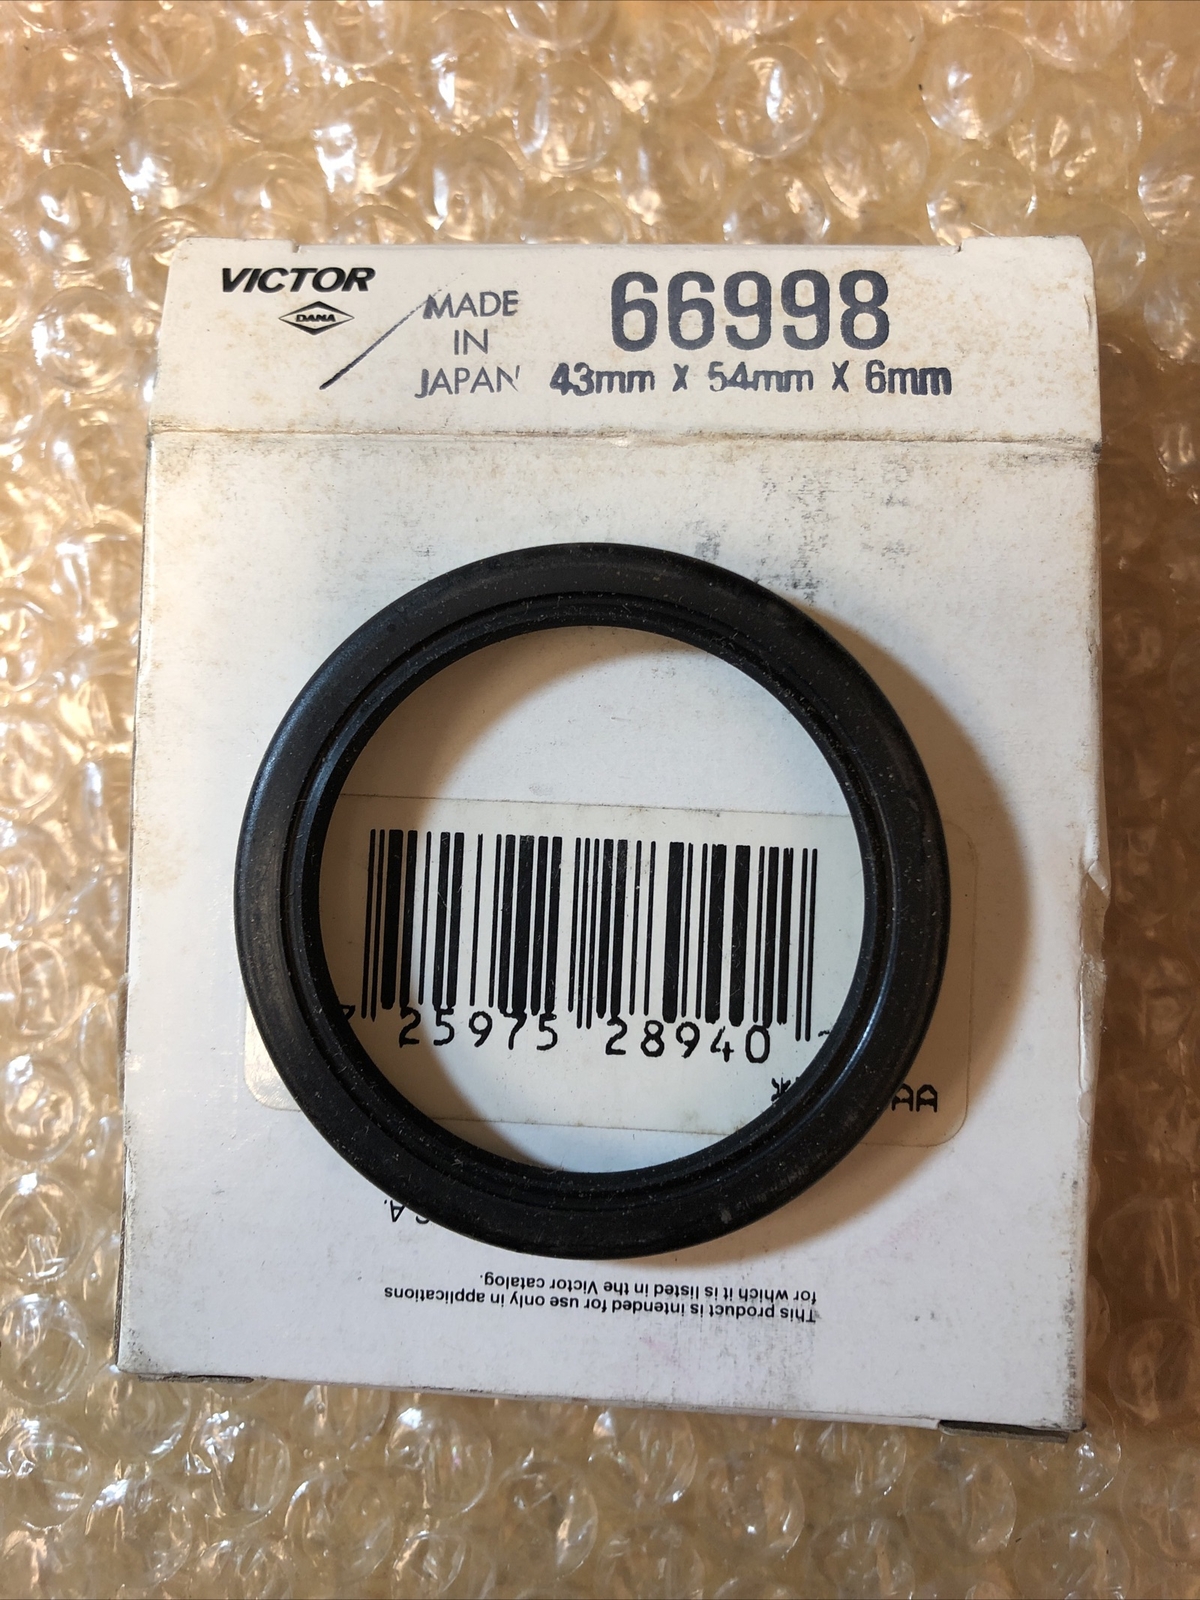 VICTOR
DANA
MADE
IN
JAPAN
66998
43mm X 54mm X 6mm
25975 28940
AA
.A.
This product is intended for use only in applications
for which it is listed in the Victor catalog.